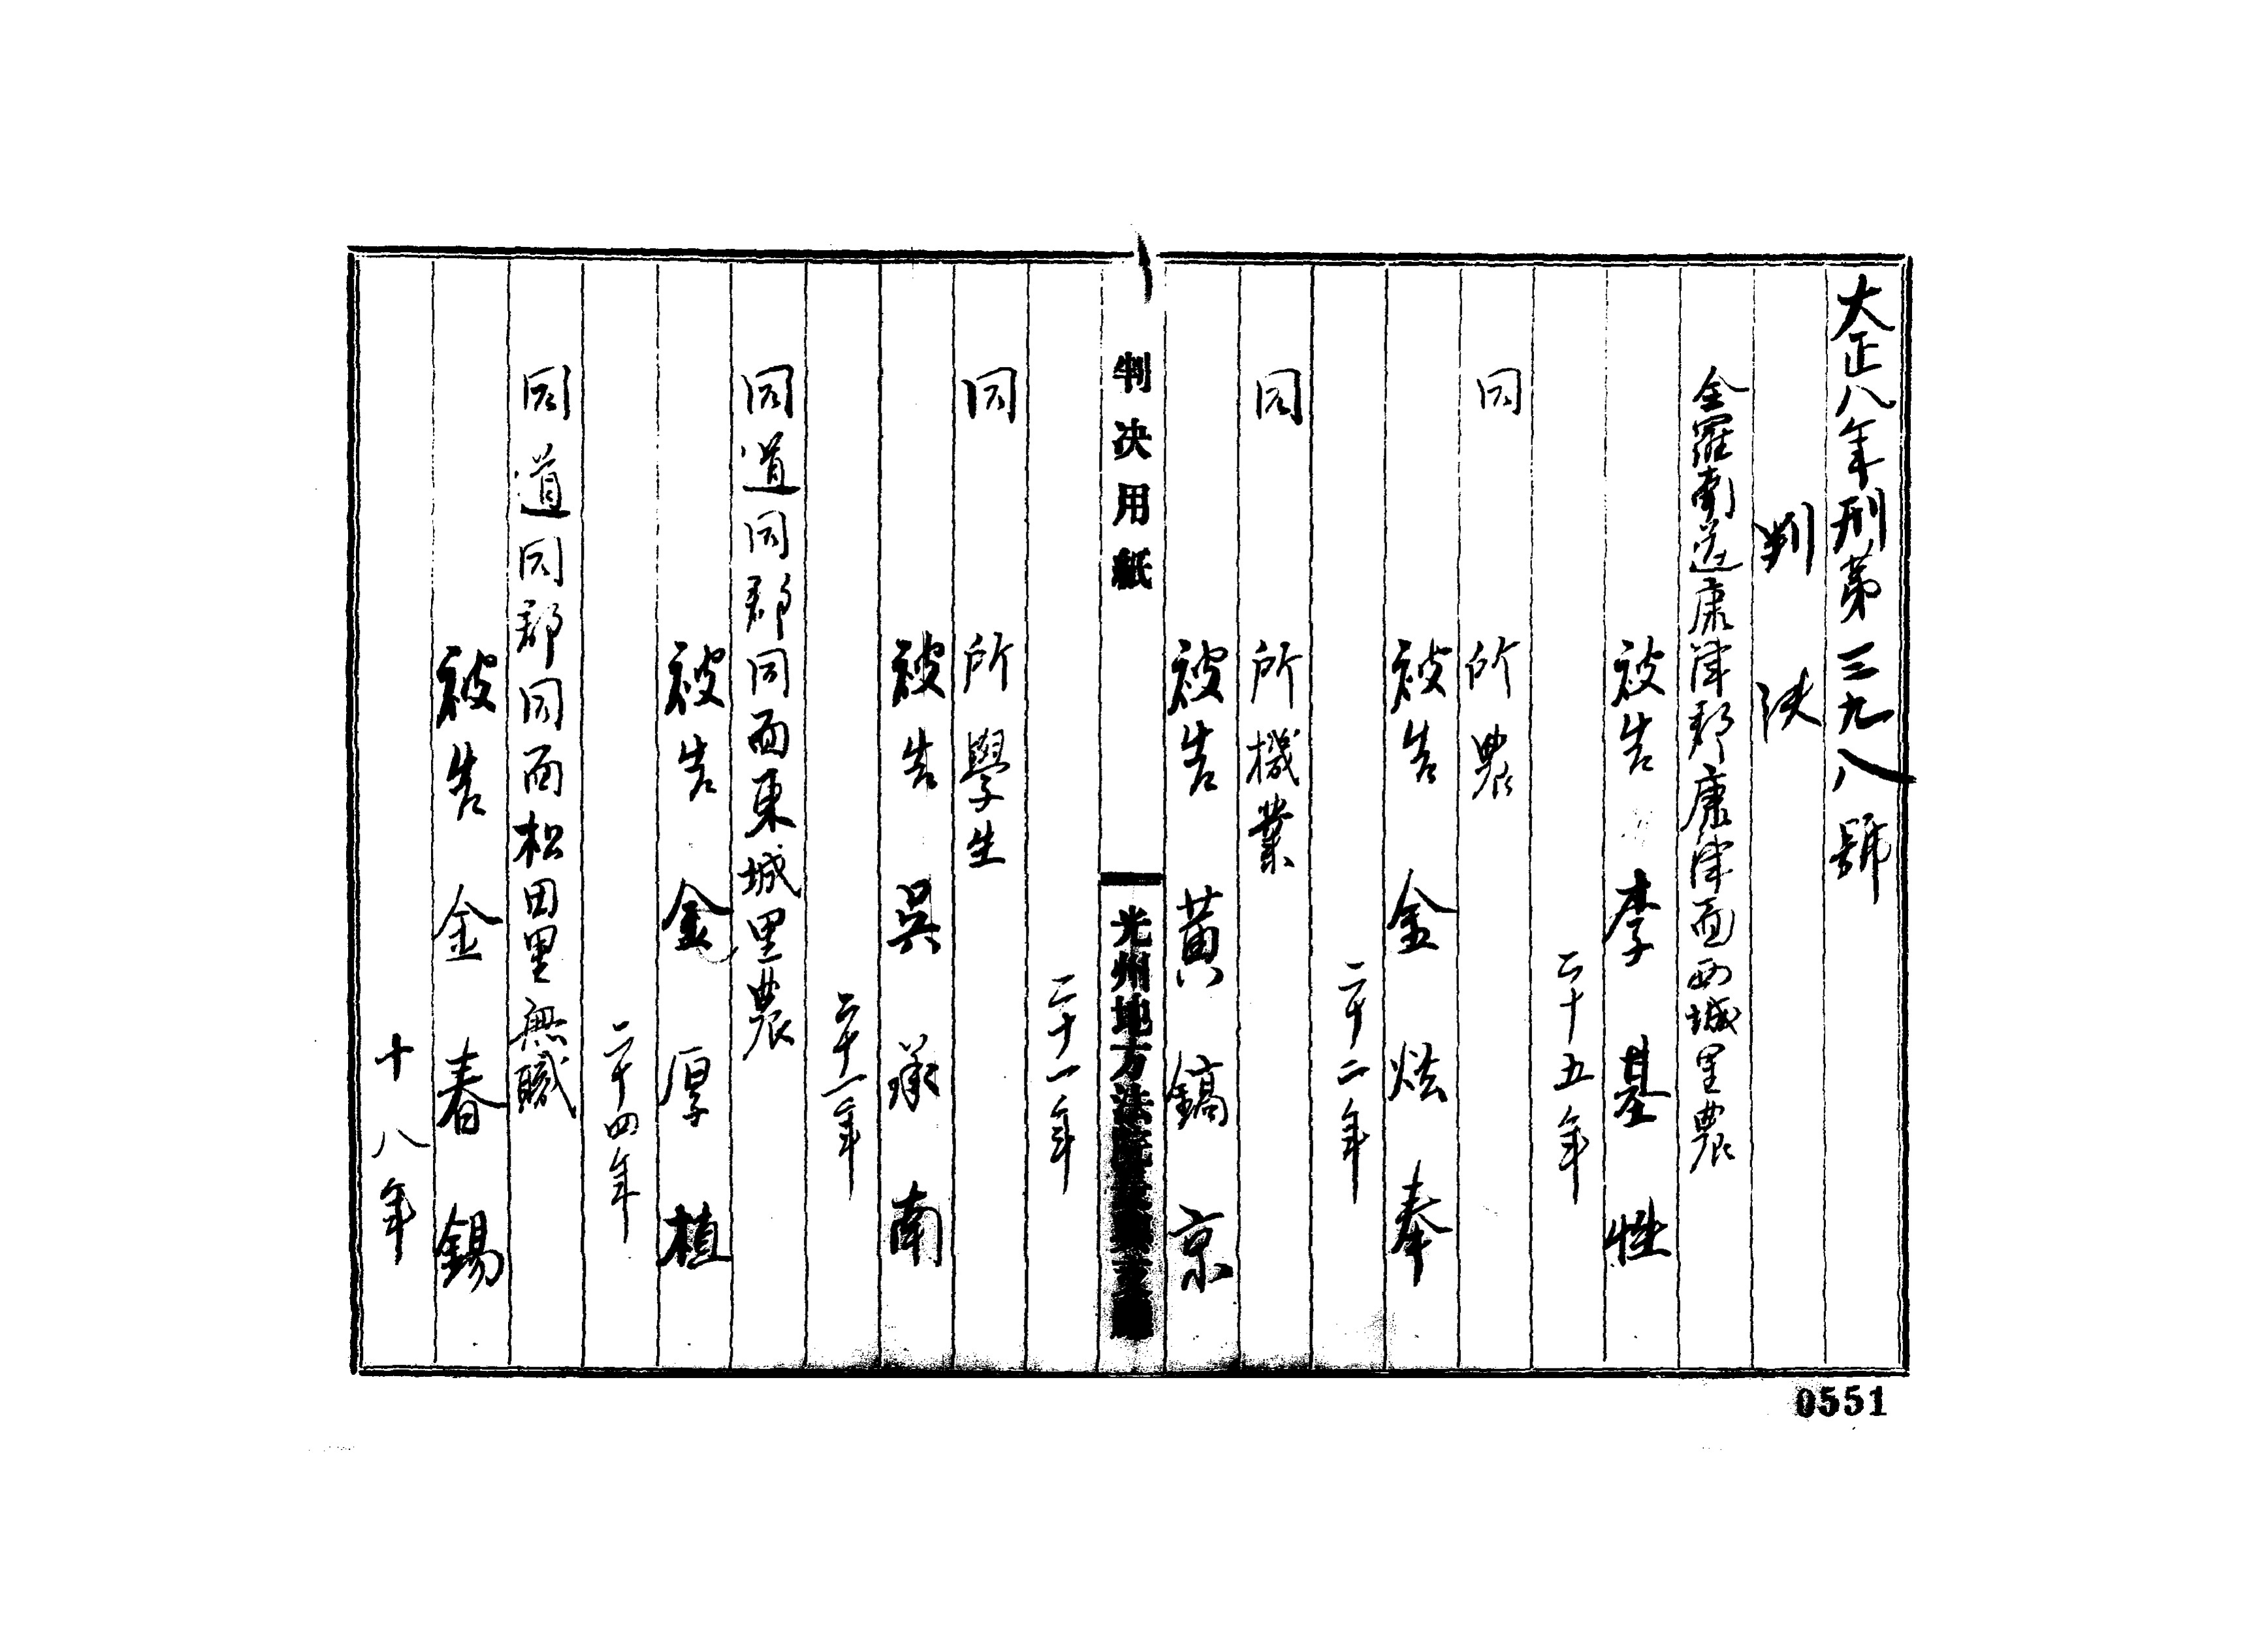 大正八年刑第三九八號
判決
全羅南道康津郡康津面西城里農
被告 李基性
二十五年
同 所 農
被告 金炫奉
二十二年
同 所 機業
被告 黃鎬京
判決用紙 光州地方法院
二十一年
同 所 學生
被告 吳承南
二十一年
同道同郡同面東城里農
被告 金厚植
二十四年
同道同郡同面松田里無職
被告 金春錫
十八年
0551